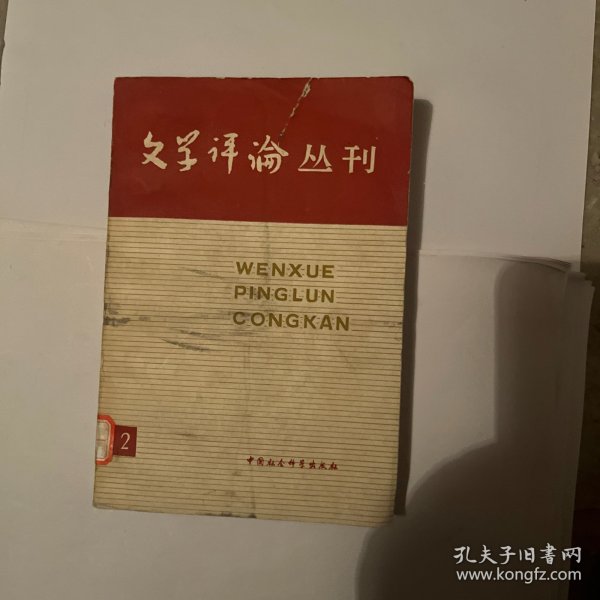 文学评论丛刊
WENXUE
PINGLUN
CONGKAN
2
中国社会科学出版社
孔夫子旧书网
www.kongfz.com